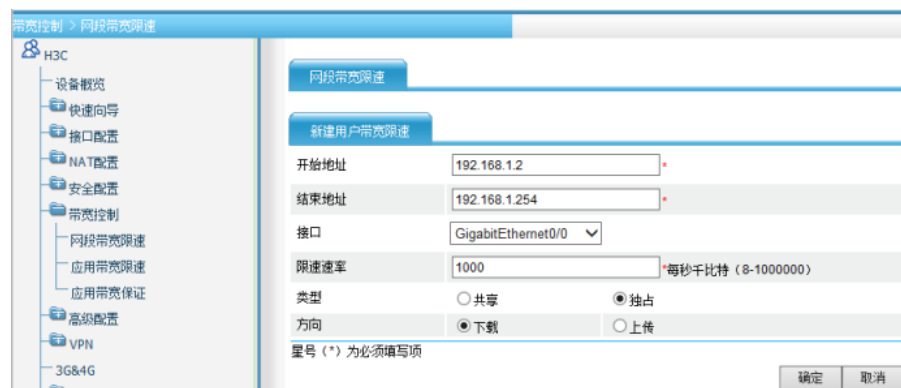 带宽控制 > 网段带宽限速
H3C
设备概览
快速向导
接口配置
NAT配置
安全配置
带宽控制
网段带宽限速
应用带宽限速
应用带宽保证
高级配置
VPN
3G&4G
网段带宽限速
新建用户带宽限速
开始地址 192.168.1.2 *
结束地址 192.168.1.254 *
接口 GigabitEthernet0/0
限速速率 1000 *每秒千比特（8-1000000）
类型 共享 独占
方向 下载 上传
星号（*）为必须填写项
确定 取消